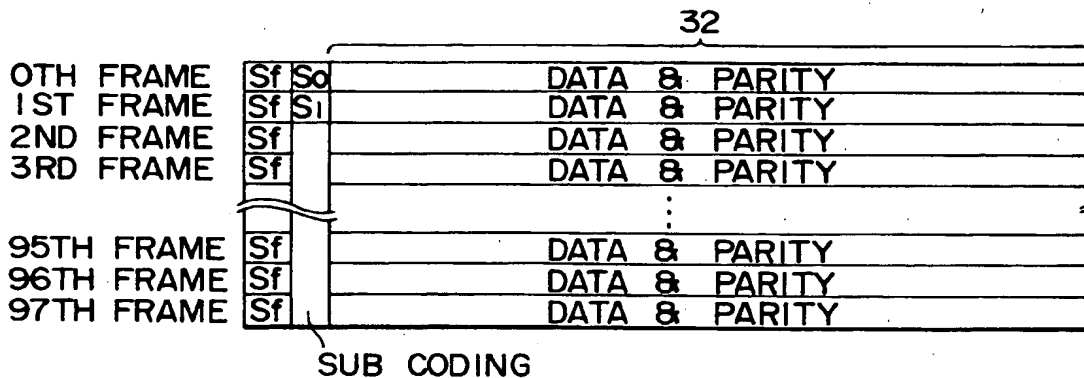 32
0TH FRAME Sf S0 DATA & PARITY
1ST FRAME Sf S1 DATA & PARITY
2ND FRAME Sf DATA & PARITY
3RD FRAME Sf DATA & PARITY
95TH FRAME Sf DATA & PARITY
96TH FRAME Sf DATA & PARITY
97TH FRAME Sf DATA & PARITY
SUB CODING